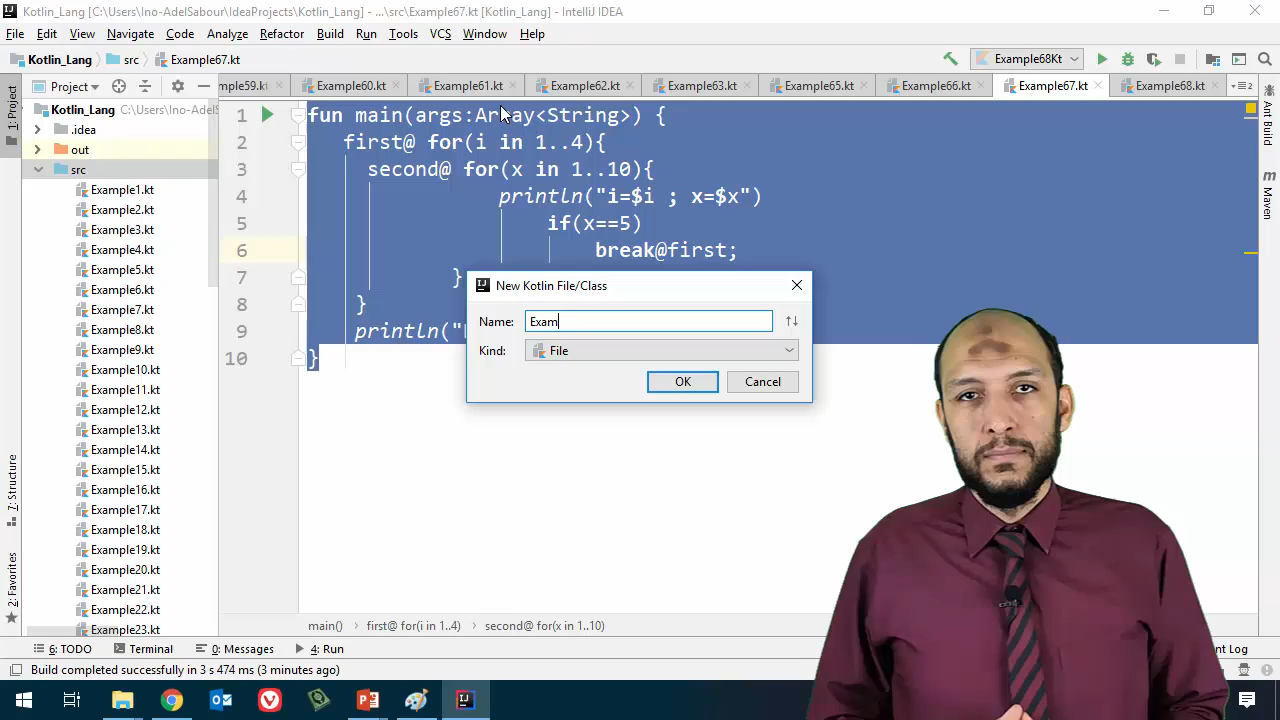 Kotlin_Lang [C:\Users\Ino-AdelSabour\IdeaProjects\Kotlin_Lang] - ...\src\Example67.kt [Kotlin_Lang] - IntelliJ IDEA
File Edit View Navigate Code Analyze Refactor Build Run Tools VCS Window Help
Kotlin_Lang src Example67.kt Example68Kt
Project mple59.kt Example60.kt Example61.kt Example62.kt Example63.kt Example65.kt Example66.kt Example67.kt Example68.kt
Kotlin_Lang C:\Users\Ino-AdelSabour
.idea
out
src
Example1.kt
Example2.kt
Example3.kt
Example4.kt
Example5.kt
Example6.kt
Example7.kt
Example8.kt
Example9.kt
Example10.kt
Example11.kt
Example12.kt
Example13.kt
Example14.kt
Example15.kt
Example16.kt
Example17.kt
Example18.kt
Example19.kt
Example20.kt
Example21.kt
Example22.kt
Example23.kt
1: Project
7: Structure
2: Favorites
1 fun main(args:Array<String>) {
2 first@ for(i in 1..4){
3 second@ for(x in 1..10){
4 println("i=$i ; x=$x")
5 if(x==5)
6 break@first;
7 }
8 }
9 println("
10 }
New Kotlin File/Class
Name: Exam
Kind: File
OK Cancel
Ant Build
Maven
main() first@ for(i in 1..4) second@ for(x in 1..10)
6: TODO Terminal 0: Messages 4: Run nt Log
Build completed successfully in 3 s 474 ms (3 minutes ago)